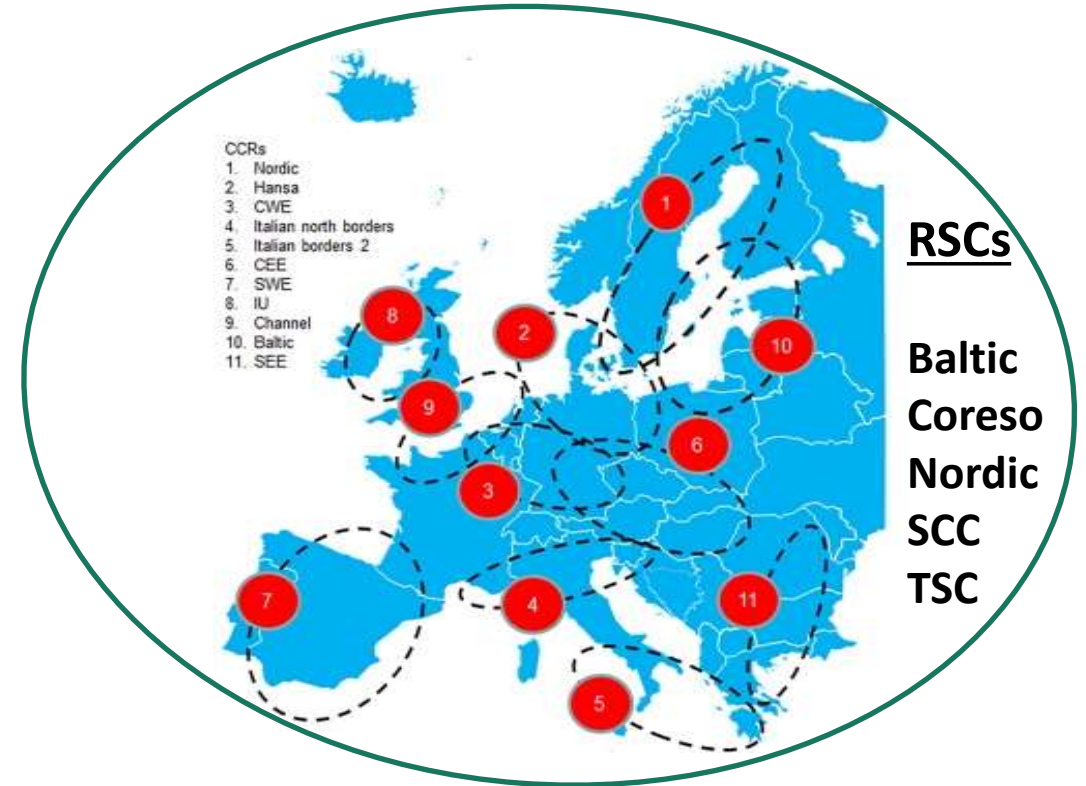 CCRs
1. Nordic
2. Hansa
3. CWE
4. Italian north borders
5. Italian borders 2
6. CEE
7. SWE
8. IU
9. Channel
10. Baltic
11. SEE
1
2
8
10
9
6
3
7
4
11
5
RSCs
Baltic
Coreso
Nordic
SCC
TSC